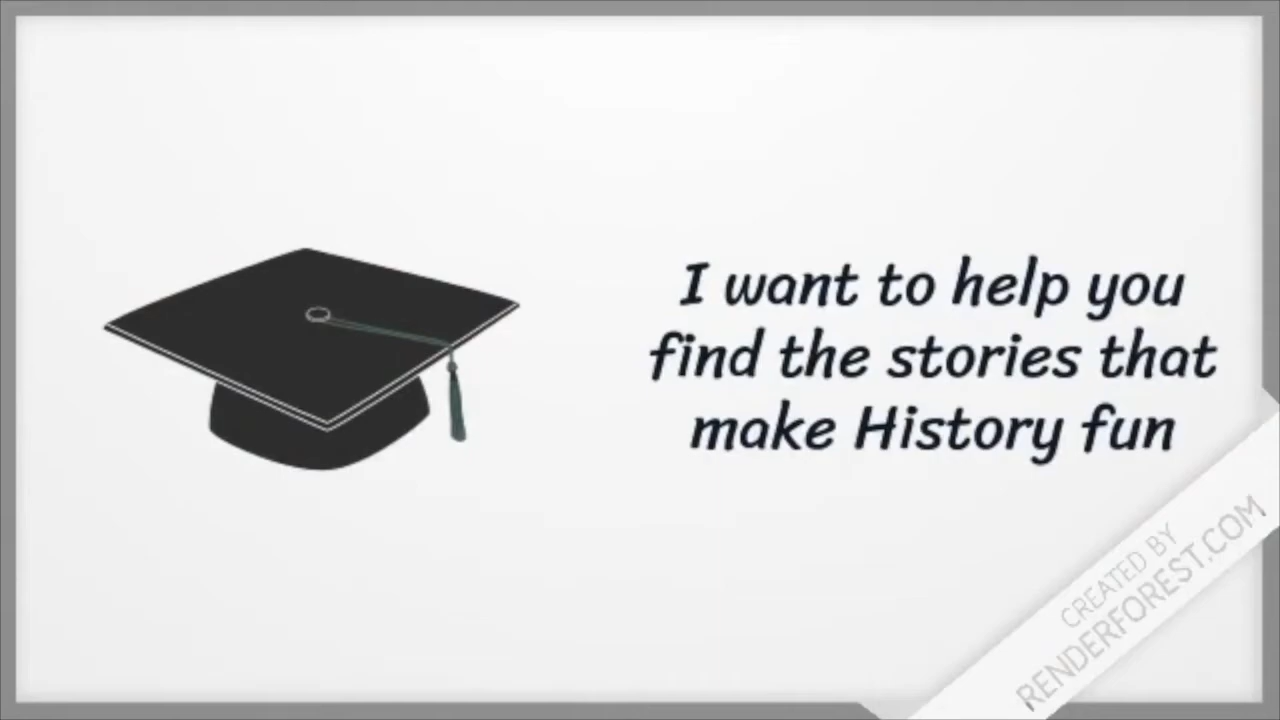 I want to help you
find the stories that
make History fun
CREATED BY
RENDERFOREST.COM